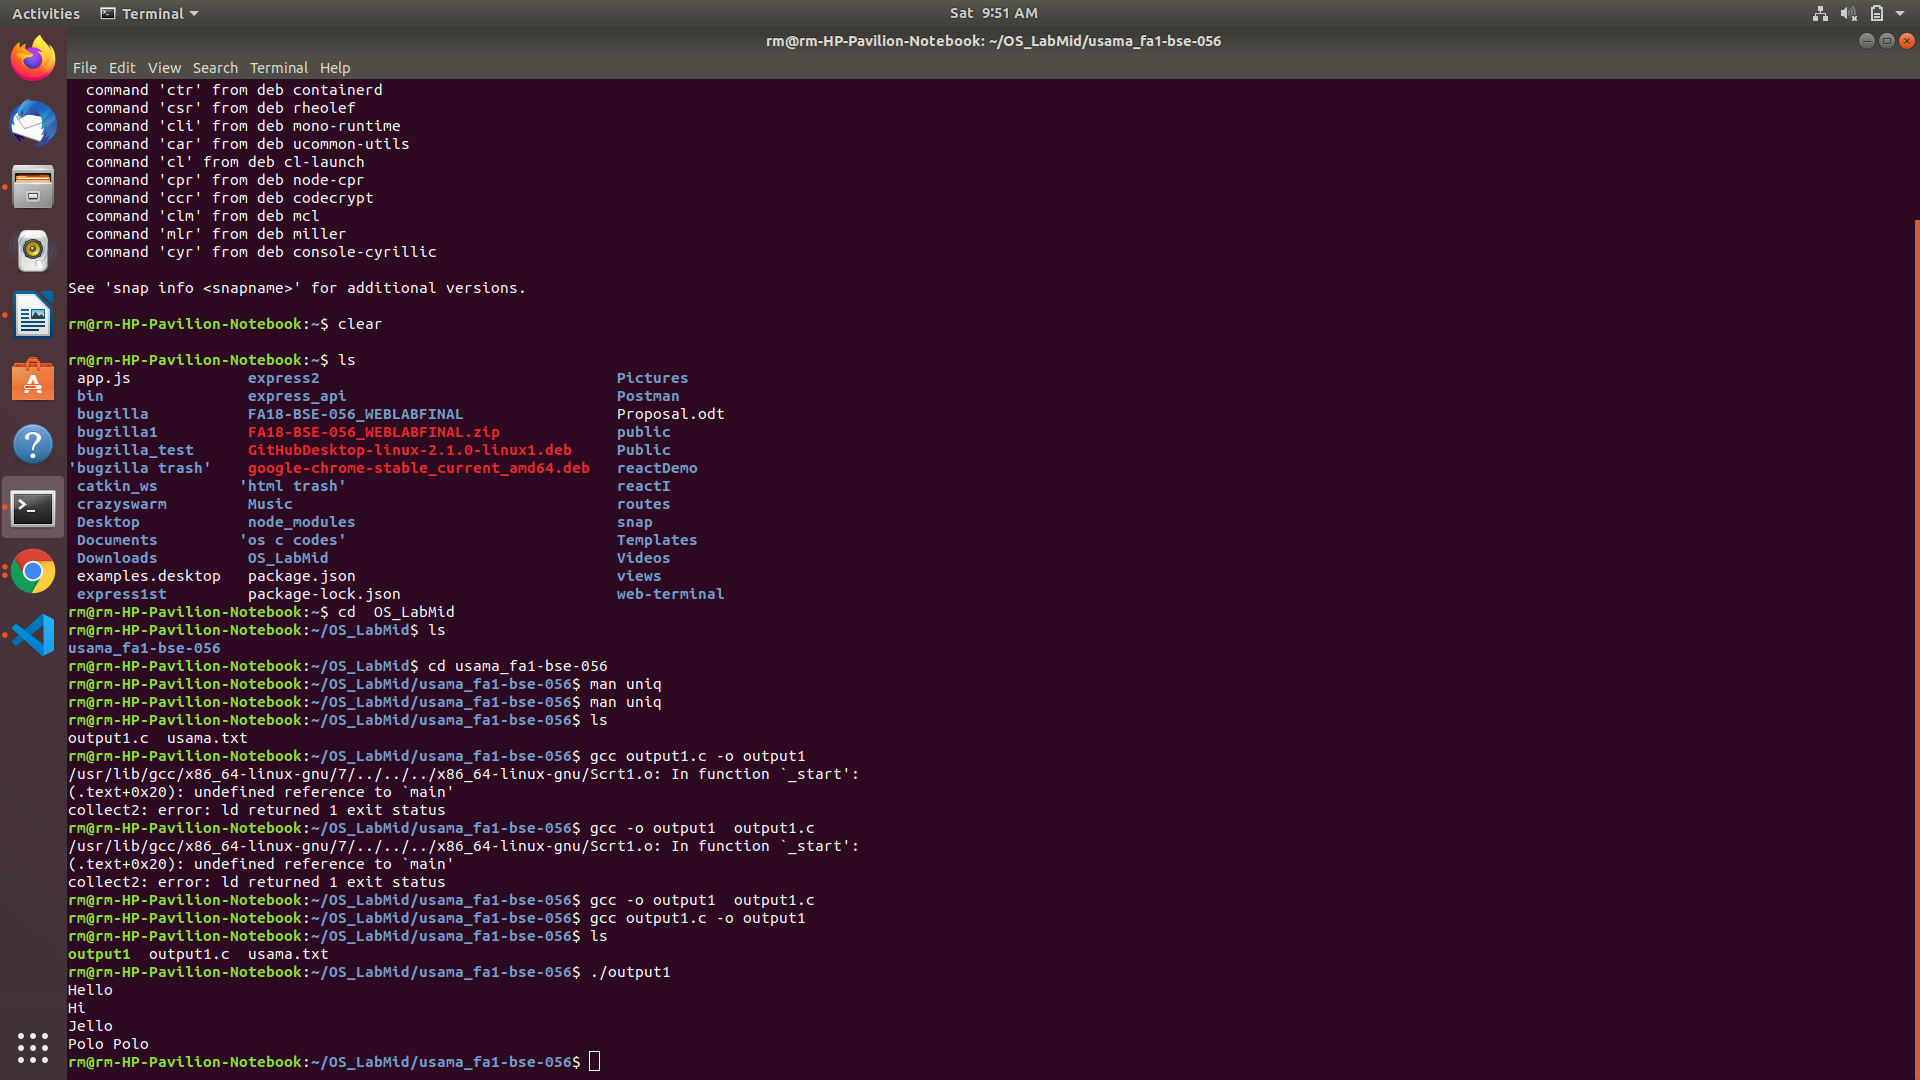 Activities Terminal Sat 9:51 AM
rm@rm-HP-Pavilion-Notebook: ~/OS_LabMid/usama_fa1-bse-056
File Edit View Search Terminal Help
command 'ctr' from deb containerd
command 'csr' from deb rheolef
command 'cli' from deb mono-runtime
command 'car' from deb ucommon-utils
command 'cl' from deb cl-launch
command 'cpr' from deb node-cpr
command 'ccr' from deb codecrypt
command 'clm' from deb mcl
command 'mlr' from deb miller
command 'cyr' from deb console-cyrillic
See 'snap info <snapname>' for additional versions.
rm@rm-HP-Pavilion-Notebook:~$ clear
rm@rm-HP-Pavilion-Notebook:~$ ls
app.js express2 Pictures
bin express_api Postman
bugzilla FA18-BSE-056_WEBLABFINAL Proposal.odt
bugzilla1 FA18-BSE-056_WEBLABFINAL.zip public
bugzilla_test GitHubDesktop-linux-2.1.0-linux1.deb Public
'bugzilla trash' google-chrome-stable_current_amd64.deb reactDemo
catkin_ws 'html trash' reactI
crazyswarm Music routes
Desktop node_modules snap
Documents 'os c codes' Templates
Downloads OS_LabMid Videos
examples.desktop package.json views
express1st package-lock.json web-terminal
rm@rm-HP-Pavilion-Notebook:~$ cd  OS_LabMid
rm@rm-HP-Pavilion-Notebook:~/OS_LabMid$ ls
usama_fa1-bse-056
rm@rm-HP-Pavilion-Notebook:~/OS_LabMid$ cd usama_fa1-bse-056
rm@rm-HP-Pavilion-Notebook:~/OS_LabMid/usama_fa1-bse-056$ man uniq
rm@rm-HP-Pavilion-Notebook:~/OS_LabMid/usama_fa1-bse-056$ man uniq
rm@rm-HP-Pavilion-Notebook:~/OS_LabMid/usama_fa1-bse-056$ ls
output1.c  usama.txt
rm@rm-HP-Pavilion-Notebook:~/OS_LabMid/usama_fa1-bse-056$ gcc output1.c -o output1
/usr/lib/gcc/x86_64-linux-gnu/7/../../../x86_64-linux-gnu/Scrt1.o: In function `_start':
(.text+0x20): undefined reference to `main'
collect2: error: ld returned 1 exit status
rm@rm-HP-Pavilion-Notebook:~/OS_LabMid/usama_fa1-bse-056$ gcc -o output1  output1.c
/usr/lib/gcc/x86_64-linux-gnu/7/../../../x86_64-linux-gnu/Scrt1.o: In function `_start':
(.text+0x20): undefined reference to `main'
collect2: error: ld returned 1 exit status
rm@rm-HP-Pavilion-Notebook:~/OS_LabMid/usama_fa1-bse-056$ gcc -o output1  output1.c
rm@rm-HP-Pavilion-Notebook:~/OS_LabMid/usama_fa1-bse-056$ gcc output1.c -o output1
rm@rm-HP-Pavilion-Notebook:~/OS_LabMid/usama_fa1-bse-056$ ls
output1  output1.c  usama.txt
rm@rm-HP-Pavilion-Notebook:~/OS_LabMid/usama_fa1-bse-056$ ./output1
Hello
Hi
Jello
Polo Polo
rm@rm-HP-Pavilion-Notebook:~/OS_LabMid/usama_fa1-bse-056$